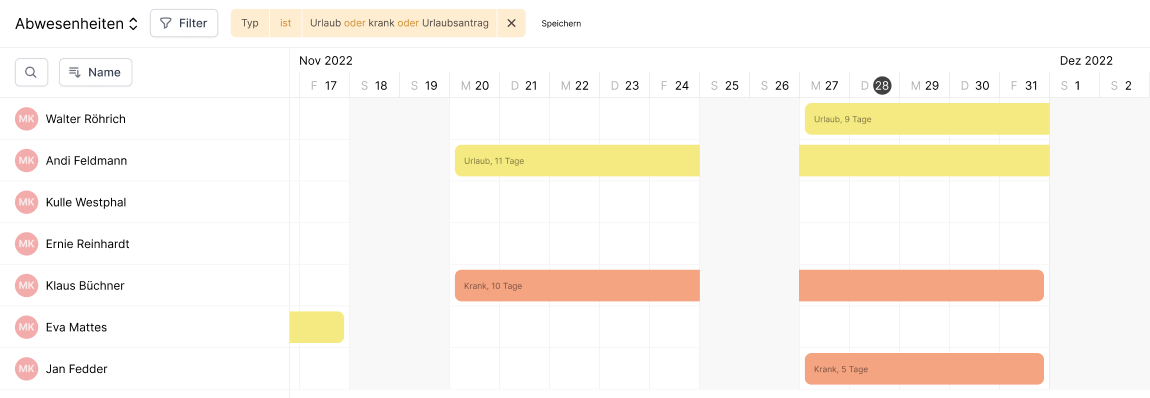 Abwesenheiten Filter Typ ist Urlaub oder krank oder Urlaubsantrag Speichern
Nov 2022 Dez 2022
Name F 17 S 18 S 19 M 20 D 21 M 22 D 23 F 24 S 25 S 26 M 27 D 28 M 29 D 30 F 31 S 1 S 2
MK Walter Röhrich Urlaub, 9 Tage
MK Andi Feldmann Urlaub, 11 Tage
MK Kulle Westphal
MK Ernie Reinhardt
MK Klaus Büchner Krank, 10 Tage
MK Eva Mattes
MK Jan Fedder Krank, 5 Tage